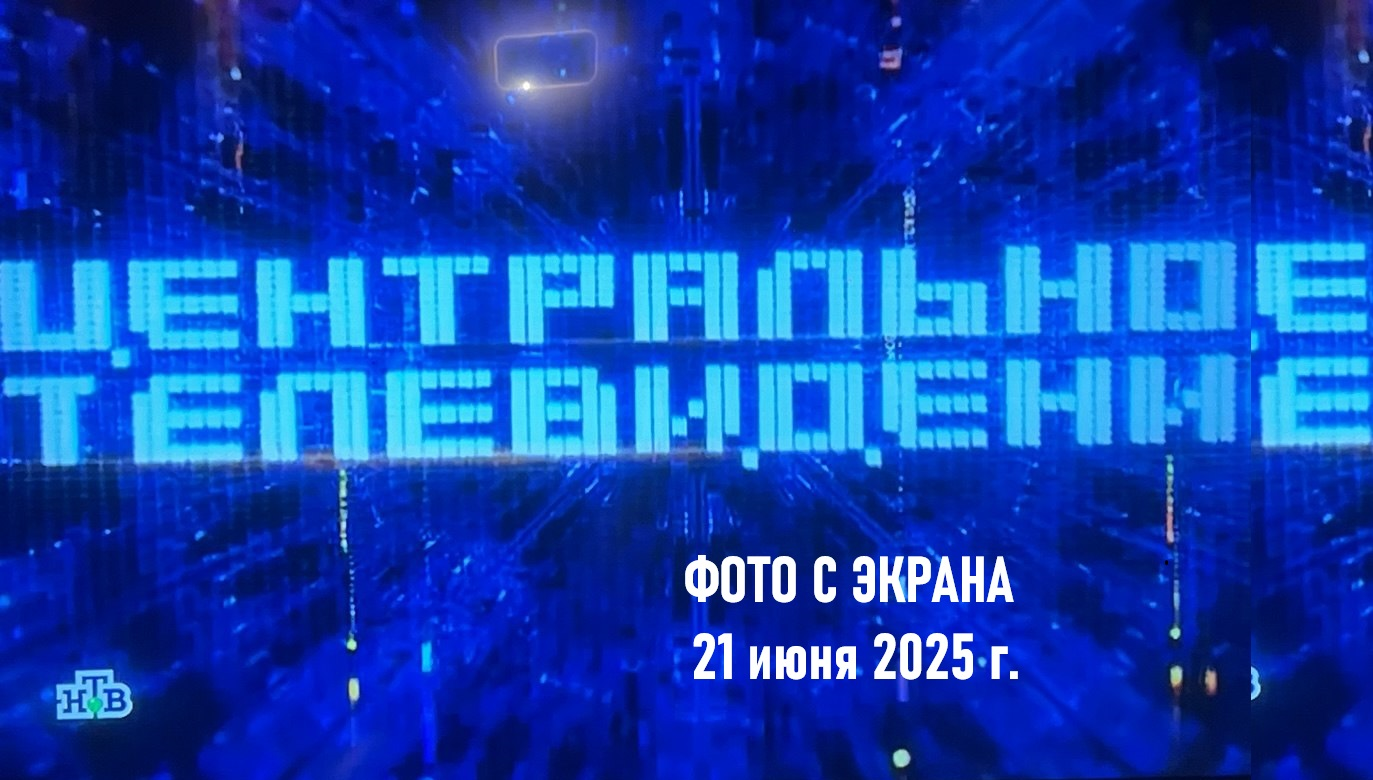 ЦЕНТРАЛЬНОЕ
ТЕЛЕВИДЕНИЕ
ФОТО С ЭКРАНА
21 июня 2025 г.
НТВ